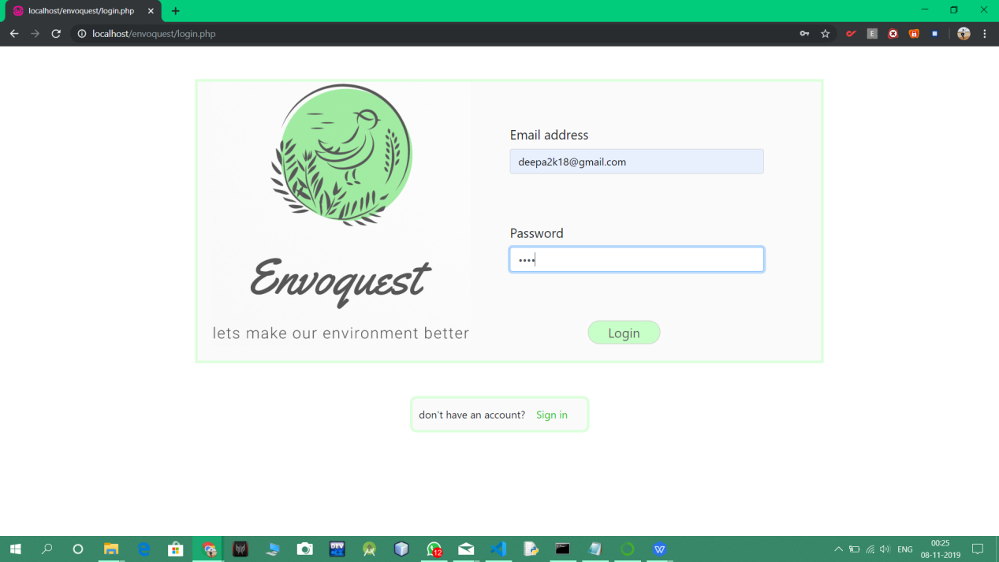 localhost/envoquest/login.php
localhost/envoquest/login.php
E
Email address
deepa2k18@gmail.com
Password
••••
Envoquest
lets make our environment better
Login
don't have an account? Sign in
DEV
12
W
ENG
00:25
08-11-2019